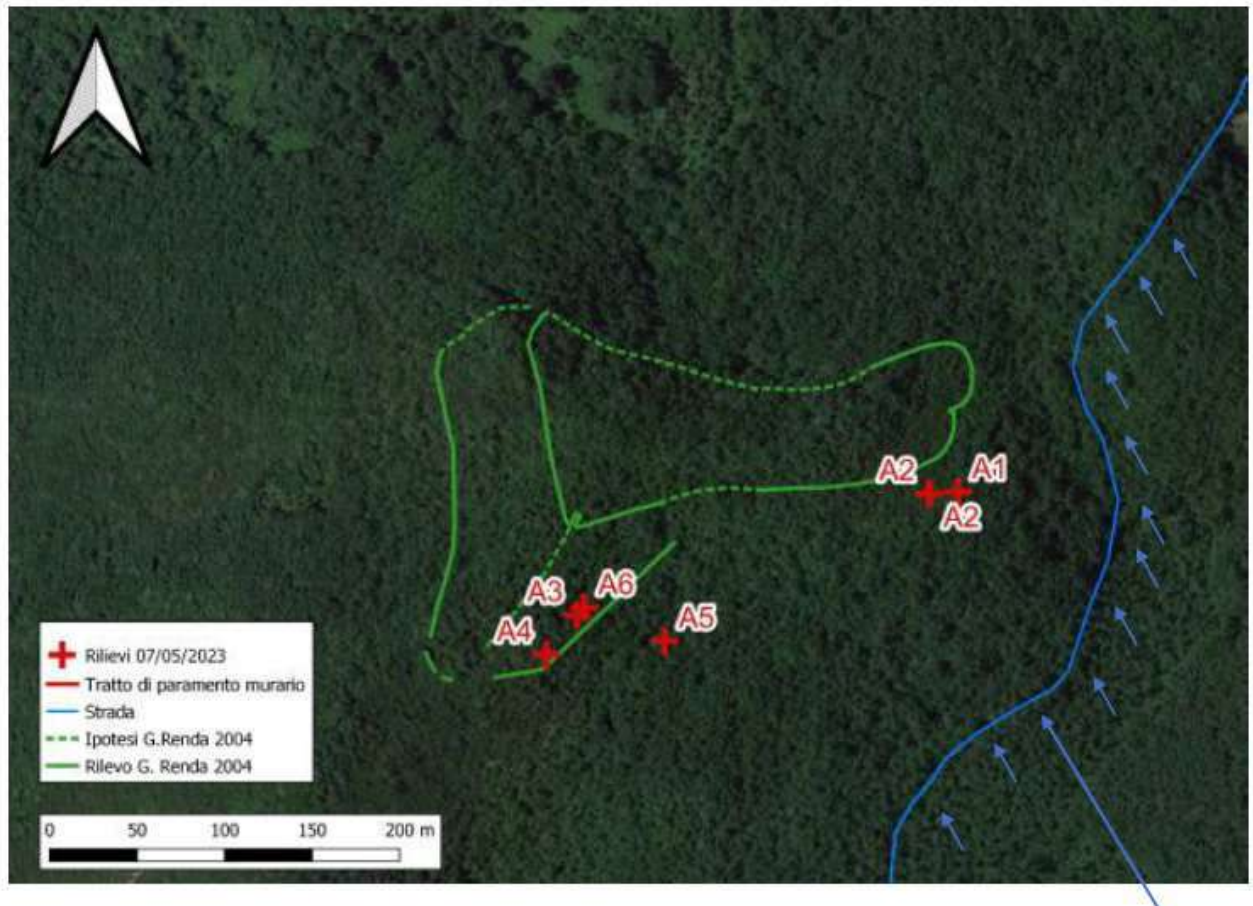 A2
A1
A2
A3
A6
A4
A5
Rilievi 07/05/2023
Tratto di paramento murario
Strada
Ipotesi G.Renda 2004
Rilevo G. Renda 2004
0 50 100 150 200 m